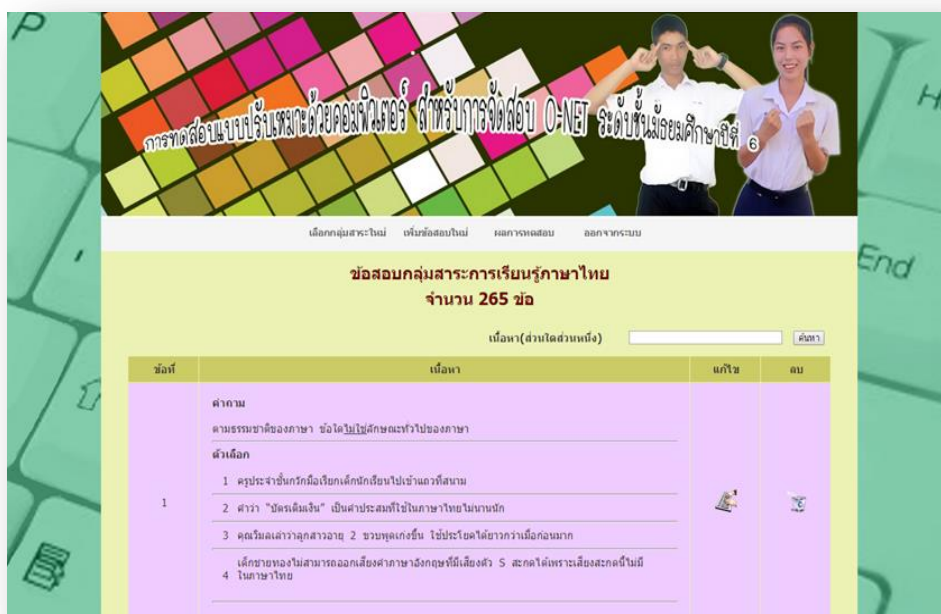 P
H
End
การทดสอบแบบปรับเหมาะด้วยคอมพิวเตอร์ สำหรับการจัดสอบ O-NET ระดับชั้นมัธยมศึกษาปีที่ 6
เลือกกลุ่มสาระใหม่ เพิ่มข้อสอบใหม่ ผลการทดสอบ ออกจากระบบ
ข้อสอบกลุ่มสาระการเรียนรู้ภาษาไทย
จำนวน 265 ข้อ
เนื้อหา(ส่วนใดส่วนหนึ่ง) ค้นหา
ข้อที่ เนื้อหา แก้ไข ลบ
คำถาม
ตามธรรมชาติของภาษา ข้อใดไม่ใช่ลักษณะทั่วไปของภาษา
ตัวเลือก
1 ครูประจำชั้นกวักมือเรียกเด็กนักเรียนไปเข้าแถวที่สนาม
1
2 คำว่า "บัตรเติมเงิน" เป็นคำประสมที่ใช้ในภาษาไทยไม่นานนัก
3 คุณวิมลเล่าว่าลูกสาวอายุ 2 ขวบพูดเก่งขึ้น ใช้ประโยคได้ยาวกว่าเมื่อก่อนมาก
4 เด็กชายทองไม่สามารถออกเสียงคำภาษาอังกฤษที่มีเสียงตัว S สะกดได้เพราะเสียงสะกดนี้ไม่มี
ในภาษาไทย